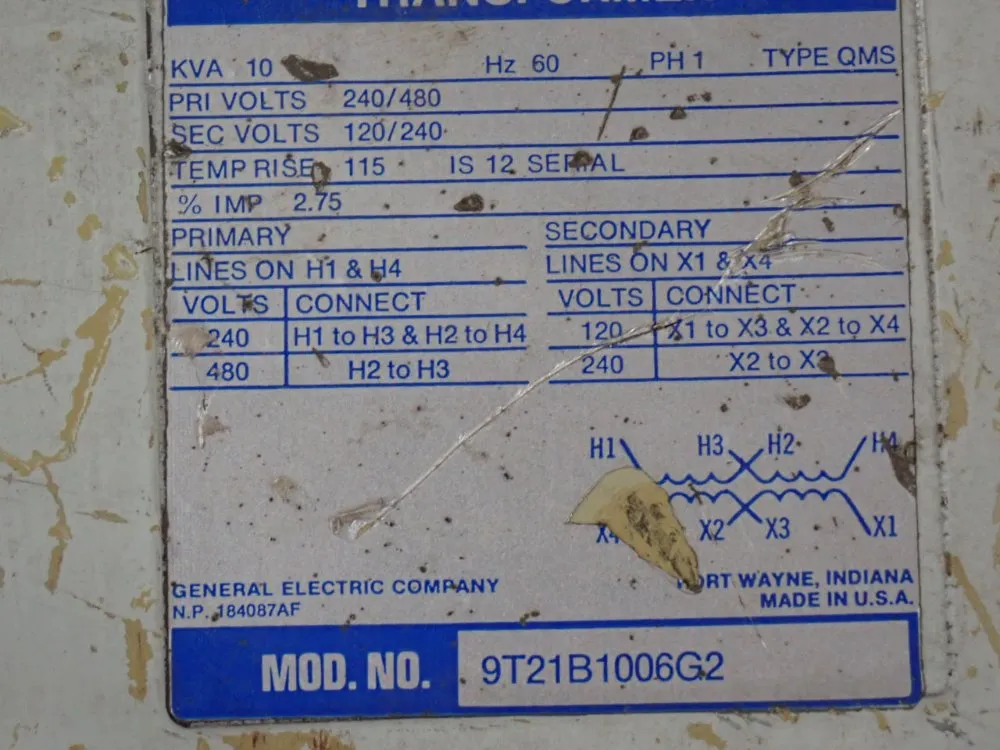 TRANSFORMER
KVA 10 Hz 60 PH 1 TYPE QMS
PRI VOLTS 240/480
SEC VOLTS 120/240
TEMP RISE 115 IS 12 SERIAL
% IMP 2.75
PRIMARY
LINES ON H1 & H4
VOLTS CONNECT
240 H1 to H3 & H2 to H4
480 H2 to H3
SECONDARY
LINES ON X1 & X4
VOLTS CONNECT
120 X1 to X3 & X2 to X4
240 X2 to X3
H1 H3 H2 H4
X4 X2 X3 X1
GENERAL ELECTRIC COMPANY
N.P. 184087AF
FORT WAYNE, INDIANA
MADE IN U.S.A.
MOD. NO. 9T21B1006G2